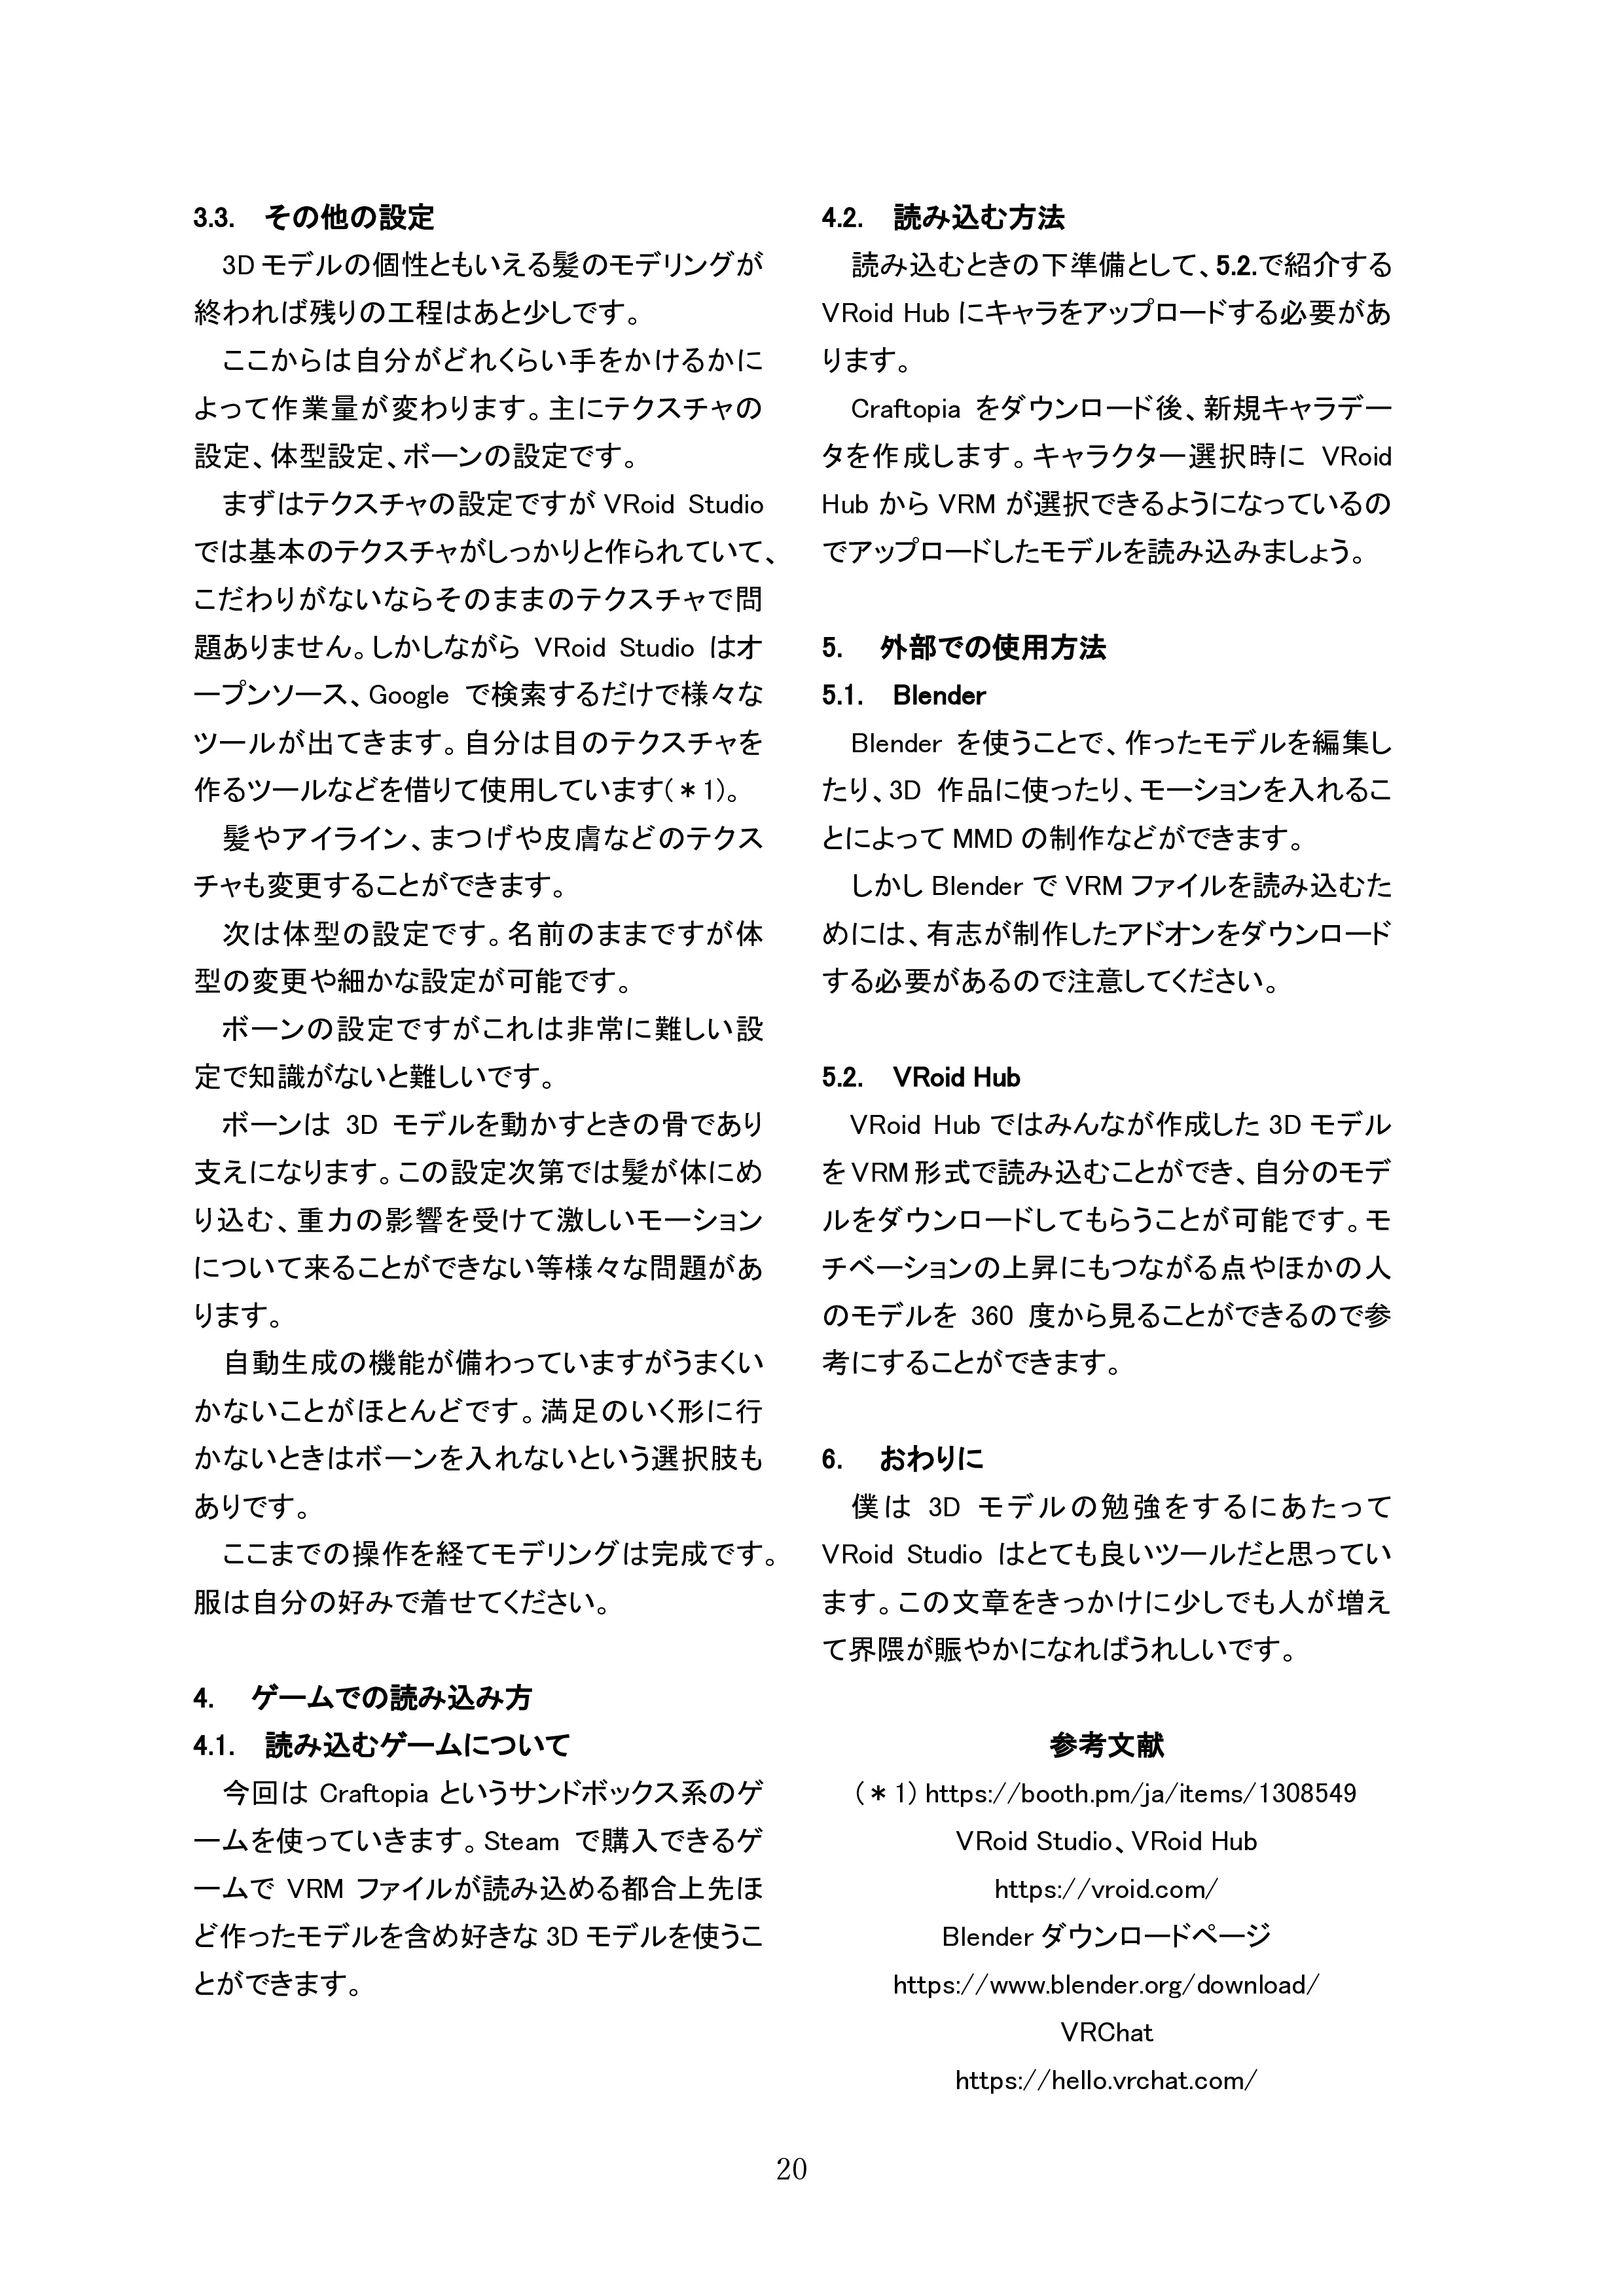 3.3. その他の設定
3D モデルの個性ともいえる髪のモデリングが
終われば残りの工程はあと少しです。
ここからは自分がどれくらい手をかけるかに
よって作業量が変わります。主にテクスチャの
設定、体型設定、ボーンの設定です。
まずはテクスチャの設定ですが VRoid Studio
では基本のテクスチャがしっかりと作られていて、
こだわりがないならそのままのテクスチャで問
題ありません。しかしながら VRoid Studio はオ
ープンソース、Google で検索するだけで様々な
ツールが出てきます。自分は目のテクスチャを
作るツールなどを借りて使用しています(＊1)。
髪やアイライン、まつげや皮膚などのテクス
チャも変更することができます。
次は体型の設定です。名前のままですが体
型の変更や細かな設定が可能です。
ボーンの設定ですがこれは非常に難しい設
定で知識がないと難しいです。
ボーンは 3D モデルを動かすときの骨であり
支えになります。この設定次第では髪が体にめ
り込む、重力の影響を受けて激しいモーション
について来ることができない等様々な問題があ
ります。
自動生成の機能が備わっていますがうまくい
かないことがほとんどです。満足のいく形に行
かないときはボーンを入れないという選択肢も
ありです。
ここまでの操作を経てモデリングは完成です。
服は自分の好みで着せてください。
4. ゲームでの読み込み方
4.1. 読み込むゲームについて
今回は Craftopia というサンドボックス系のゲ
ームを使っていきます。Steam で購入できるゲ
ームで VRM ファイルが読み込める都合上先ほ
ど作ったモデルを含め好きな 3D モデルを使うこ
とができます。
4.2. 読み込む方法
読み込むときの下準備として、5.2.で紹介する
VRoid Hub にキャラをアップロードする必要があ
ります。
Craftopia をダウンロード後、新規キャラデー
タを作成します。キャラクター選択時に VRoid
Hub から VRM が選択できるようになっているの
でアップロードしたモデルを読み込みましょう。
5. 外部での使用方法
5.1. Blender
Blender を使うことで、作ったモデルを編集し
たり、3D 作品に使ったり、モーションを入れるこ
とによって MMD の制作などができます。
しかし Blender で VRM ファイルを読み込むた
めには、有志が制作したアドオンをダウンロード
する必要があるので注意してください。
5.2. VRoid Hub
VRoid Hub ではみんなが作成した 3D モデル
を VRM 形式で読み込むことができ、自分のモデ
ルをダウンロードしてもらうことが可能です。モ
チベーションの上昇にもつながる点やほかの人
のモデルを 360 度から見ることができるので参
考にすることができます。
6. おわりに
僕は 3D モデルの勉強をするにあたって
VRoid Studio はとても良いツールだと思ってい
ます。この文章をきっかけに少しでも人が増え
て界隈が賑やかになればうれしいです。
参考文献
(＊1) https://booth.pm/ja/items/1308549
VRoid Studio、VRoid Hub
https://vroid.com/
Blender ダウンロードページ
https://www.blender.org/download/
VRChat
https://hello.vrchat.com/
20